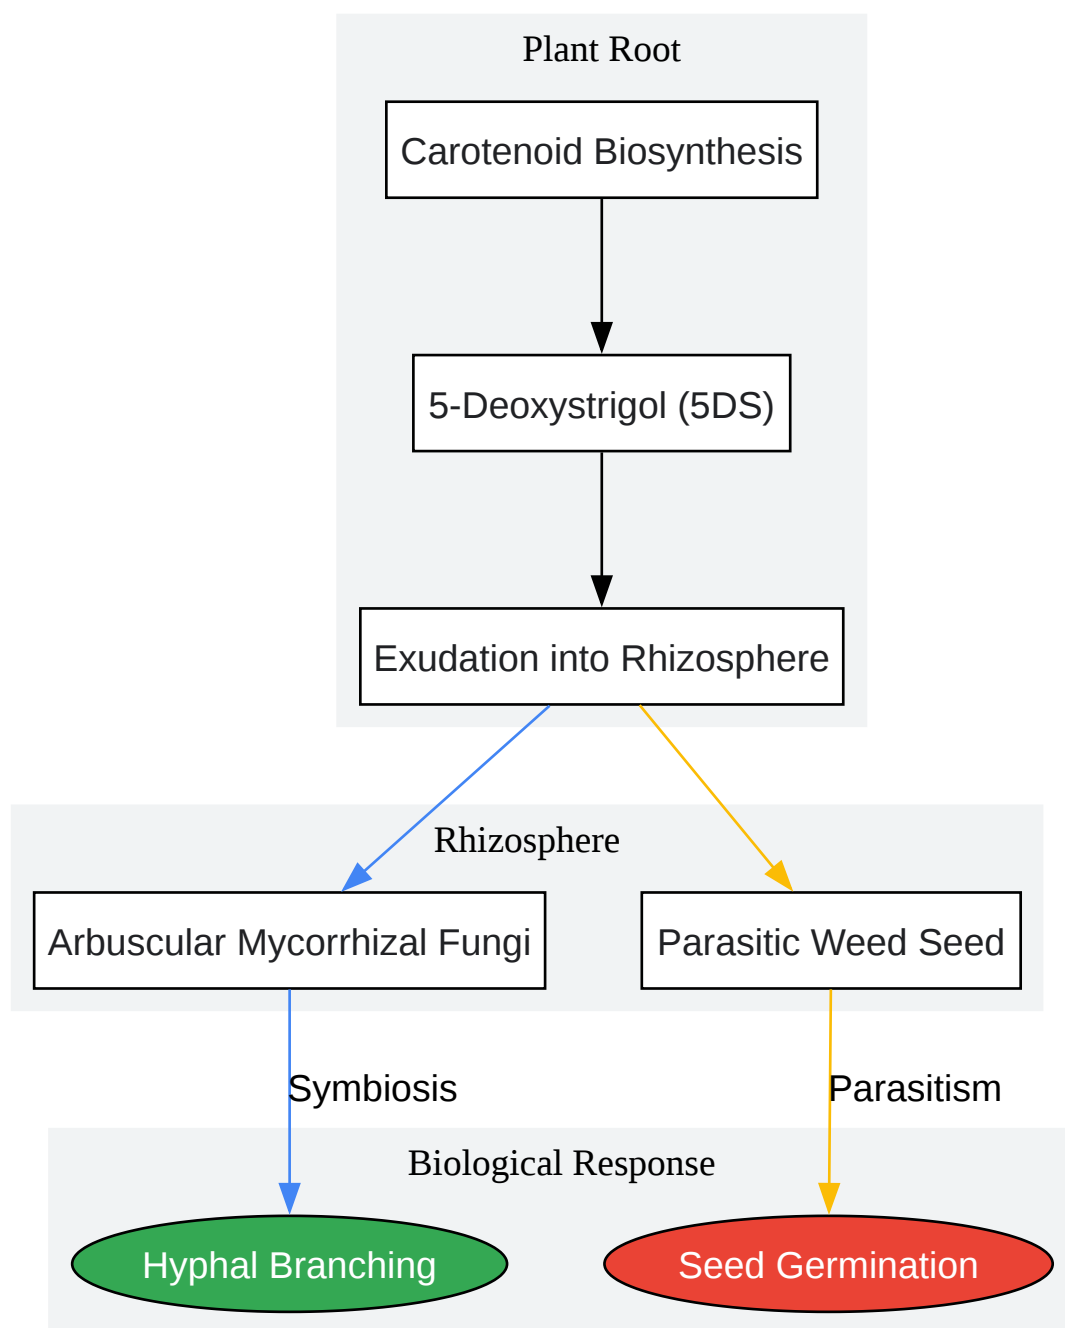 Plant Root
Carotenoid Biosynthesis
5-Deoxystrigol (5DS)
Exudation into Rhizosphere
Rhizosphere
Arbuscular Mycorrhizal Fungi
Parasitic Weed Seed
Symbiosis
Parasitism
Biological Response
Hyphal Branching
Seed Germination